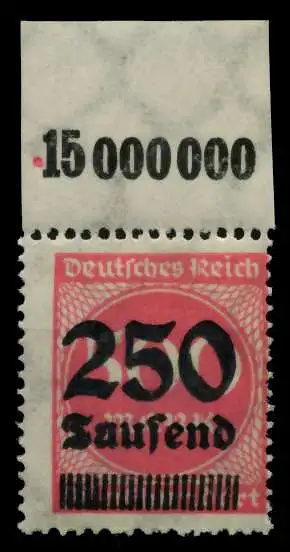 15000000
Deutsches Reich
250
Tausend